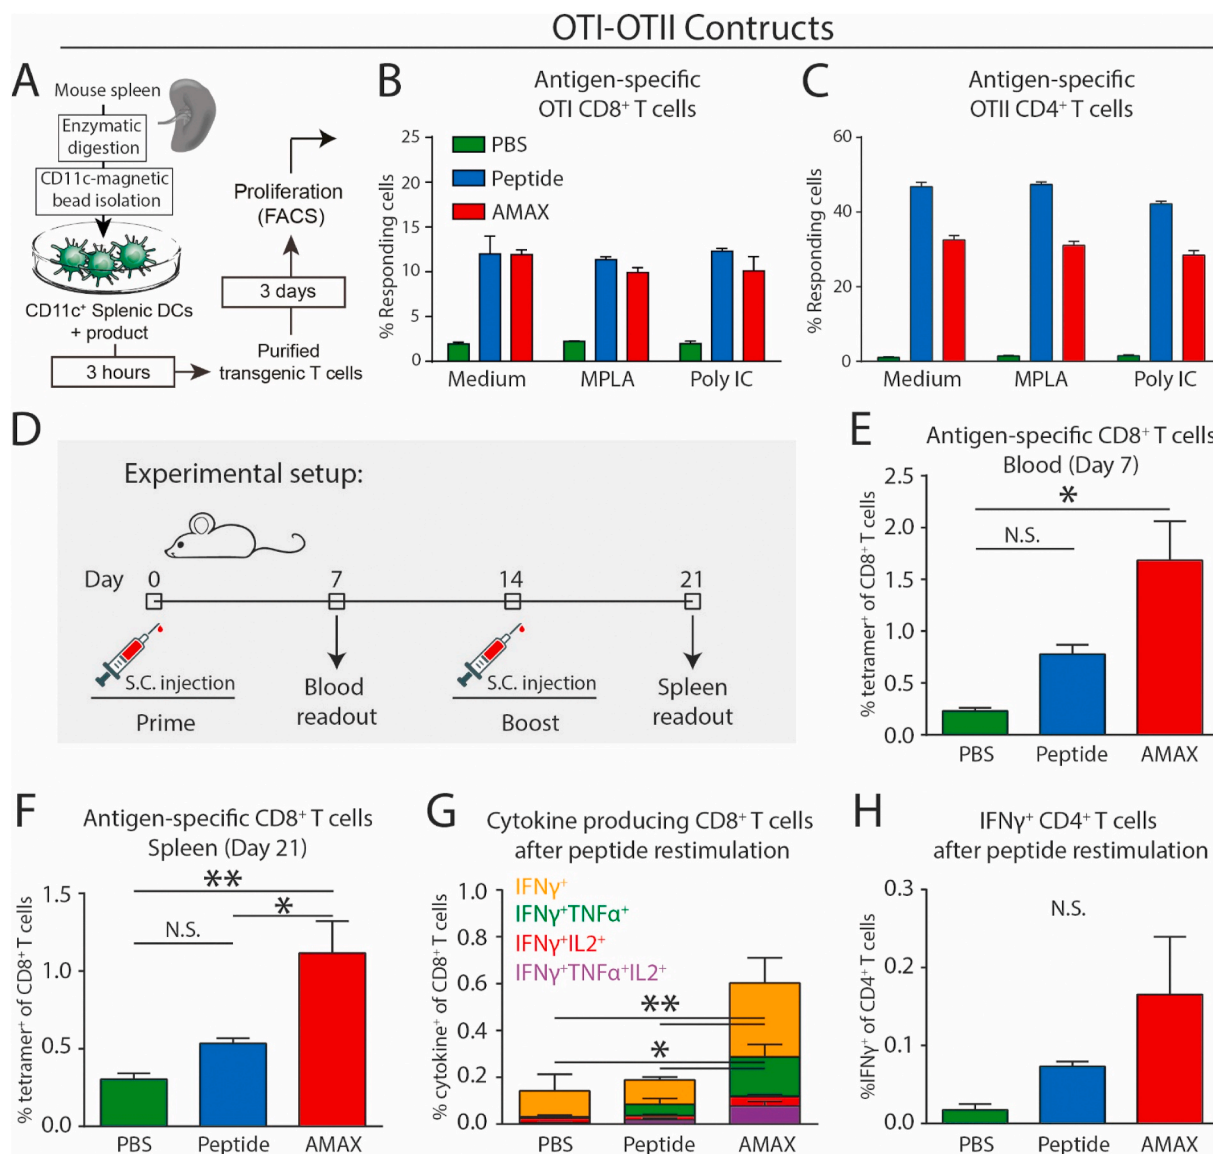 OTI-OTII Contructs
A
Mouse spleen
Enzymatic
digestion
CD11c-magnetic
bead isolation
CD11c⁺ Splenic DCs
+ product
3 hours
Purified
transgenic T cells
3 days
Proliferation
(FACS)
B
Antigen-specific
OTI CD8⁺ T cells
% Responding cells
25
20
15
10
5
0
PBS
Peptide
AMAX
Medium
MPLA
Poly IC
C
Antigen-specific
OTII CD4⁺ T cells
% Responding cells
60
40
20
0
Medium
MPLA
Poly IC
D
Experimental setup:
Day
0
7
14
21
S.C. injection
Prime
Blood
readout
S.C. injection
Boost
Spleen
readout
E
Antigen-specific CD8⁺ T cells
Blood (Day 7)
% tetramer⁺ of CD8⁺ T cells
2.5
2.0
1.5
1.0
0.5
0.0
*
N.S.
PBS
Peptide
AMAX
F
Antigen-specific CD8⁺ T cells
Spleen (Day 21)
% tetramer⁺ of CD8⁺ T cells
1.5
1.0
0.5
0.0
**
*
N.S.
PBS
Peptide
AMAX
G
Cytokine producing CD8⁺ T cells
after peptide restimulation
% cytokine⁺ of CD8⁺ T cells
1.0
0.8
0.6
0.4
0.2
0.0
IFNγ⁺
IFNγ⁺TNFα⁺
IFNγ⁺IL2⁺
IFNγ⁺TNFα⁺IL2⁺
**
*
PBS
Peptide
AMAX
H
IFNγ⁺ CD4⁺ T cells
after peptide restimulation
%IFNγ⁺ of CD4⁺ T cells
0.3
0.2
0.1
0.0
N.S.
PBS
Peptide
AMAX